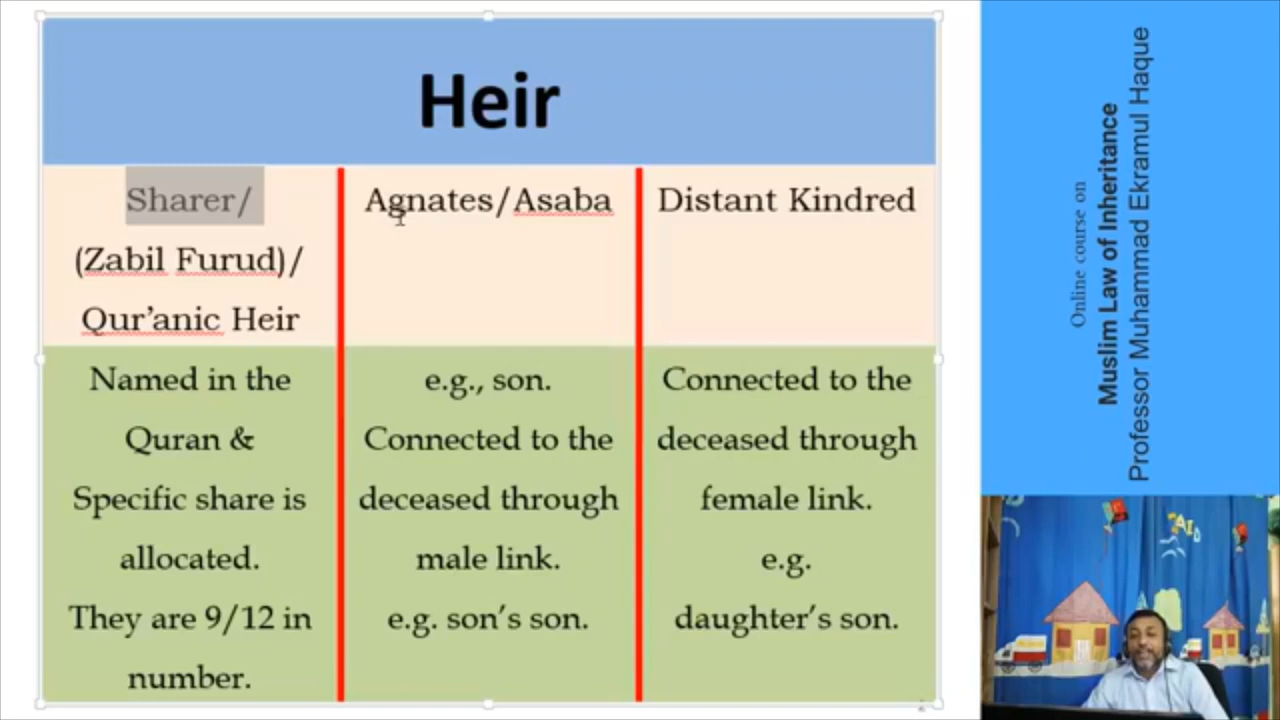 Heir
Sharer/
(Zabil Furud)/
Qur’anic Heir
Agnates/Asaba
Distant Kindred
Named in the
Quran &
Specific share is
allocated.
They are 9/12 in
number.
e.g., son.
Connected to the
deceased through
male link.
e.g. son’s son.
Connected to the
deceased through
female link.
e.g.
daughter’s son.
Online course on
Muslim Law of Inheritance
Professor Muhammad Ekramul Haque